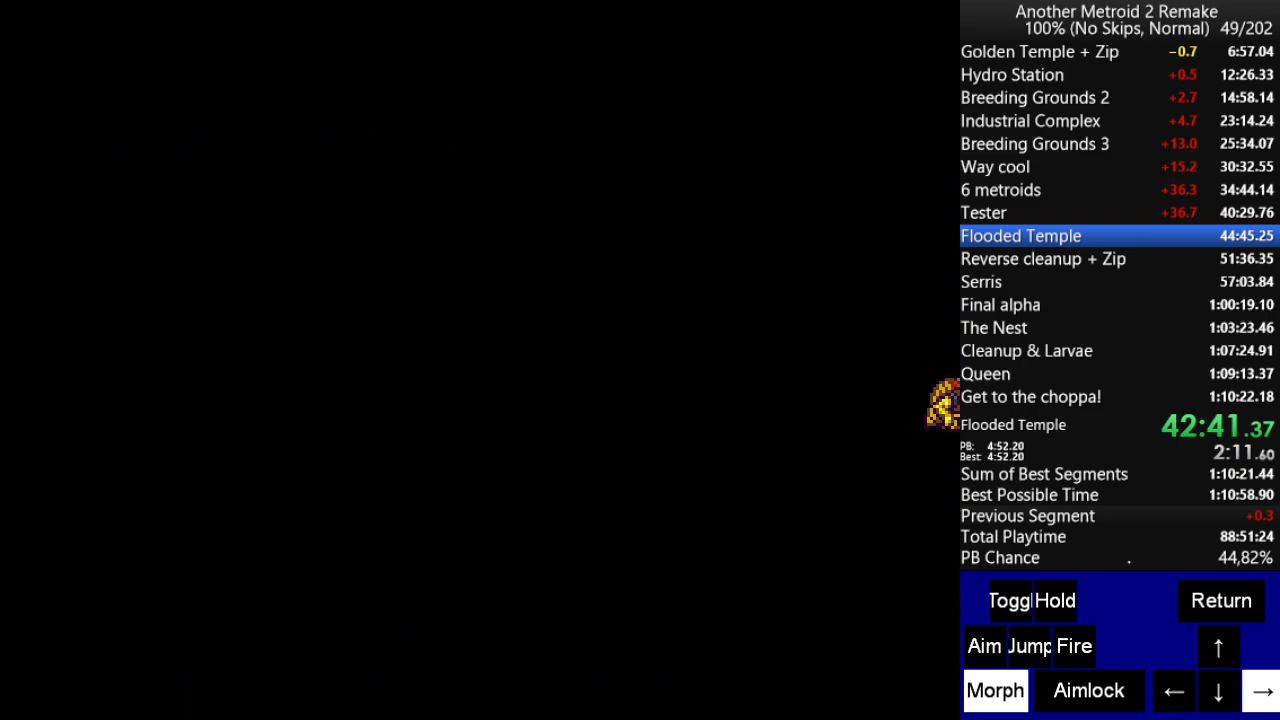 Another Metroid 2 Remake
100% (No Skips, Normal) 49/202
Golden Temple + Zip −0.7 6:57.04
Hydro Station +0.5 12:26.33
Breeding Grounds 2 +2.7 14:58.14
Industrial Complex +4.7 23:14.24
Breeding Grounds 3 +13.0 25:34.07
Way cool +15.2 30:32.55
6 metroids +36.3 34:44.14
Tester +36.7 40:29.76
Flooded Temple 44:45.25
Reverse cleanup + Zip 51:36.35
Serris 57:03.84
Final alpha 1:00:19.10
The Nest 1:03:23.46
Cleanup & Larvae 1:07:24.91
Queen 1:09:13.37
Get to the choppa! 1:10:22.18
Flooded Temple 42:41.37
PB: 4:52.20 2:11.60
Best: 4:52.20
Sum of Best Segments 1:10:21.44
Best Possible Time 1:10:58.90
Previous Segment +0.3
Total Playtime 88:51:24
PB Chance . 44,82%
Toggl Hold Return
Aim Jump Fire ↑
Morph Aimlock ← ↓ →